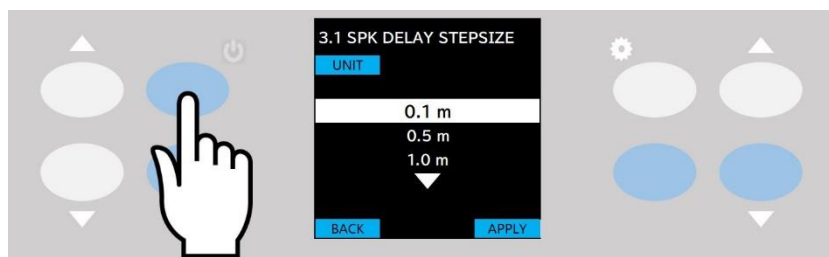 3.1 SPK DELAY STEPSIZE
UNIT
0.1 m
0.5 m
1.0 m
BACK APPLY